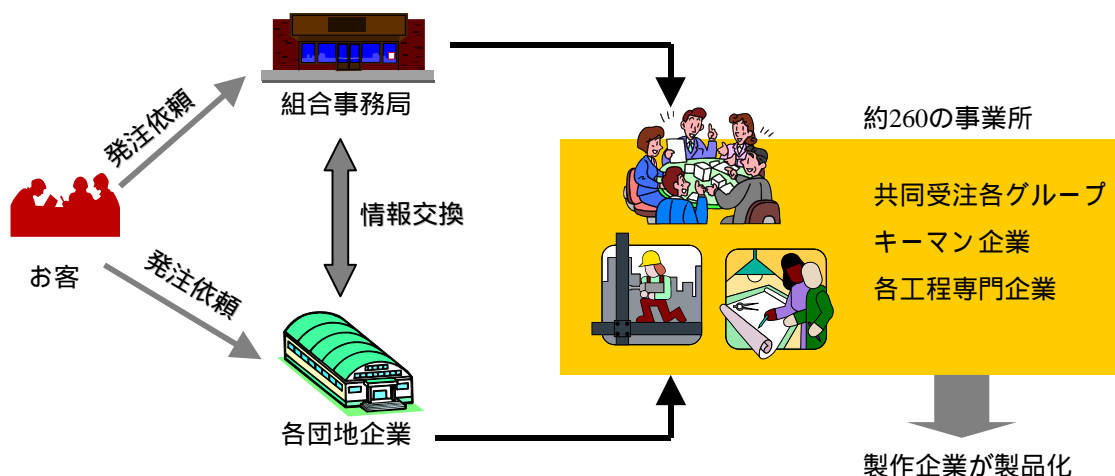 組合事務局
発注依頼
約260の事業所
共同受注各グループ
キーマン企業
各工程専門企業
情報交換
お客
発注依頼
各団地企業
製作企業が製品化